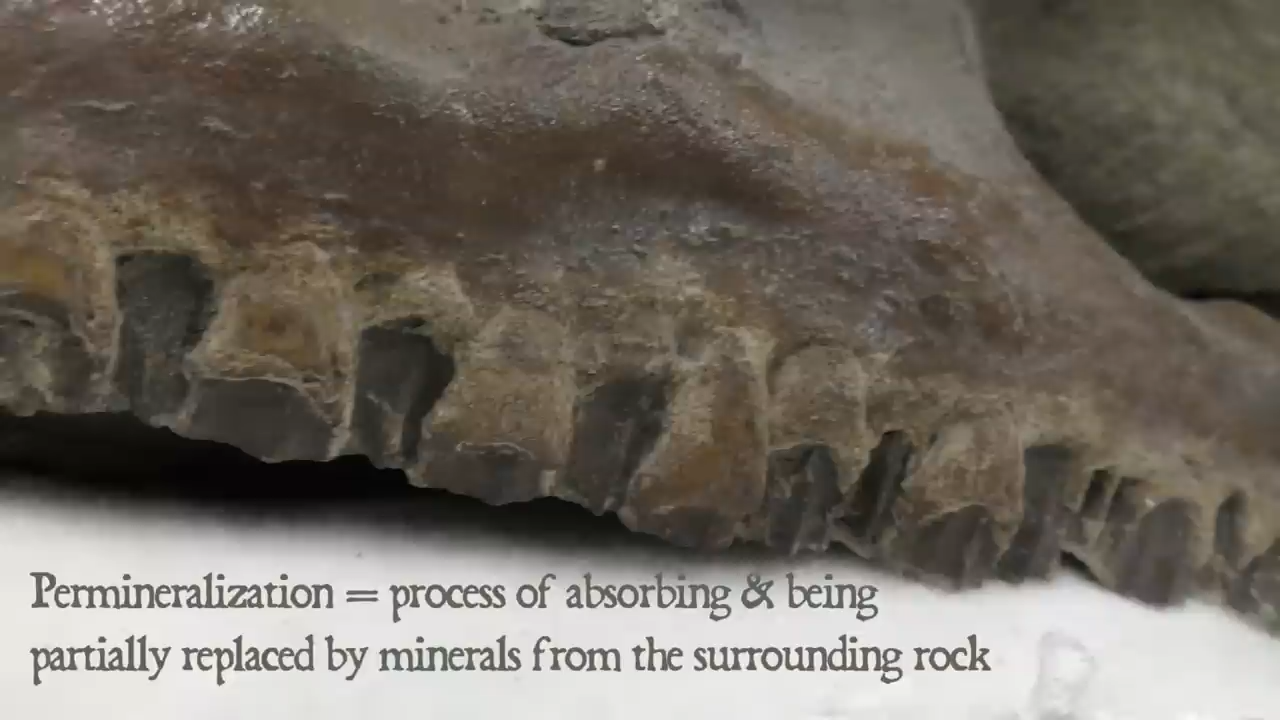 Permineralization = process of absorbing & being
partially replaced by minerals from the surrounding rock